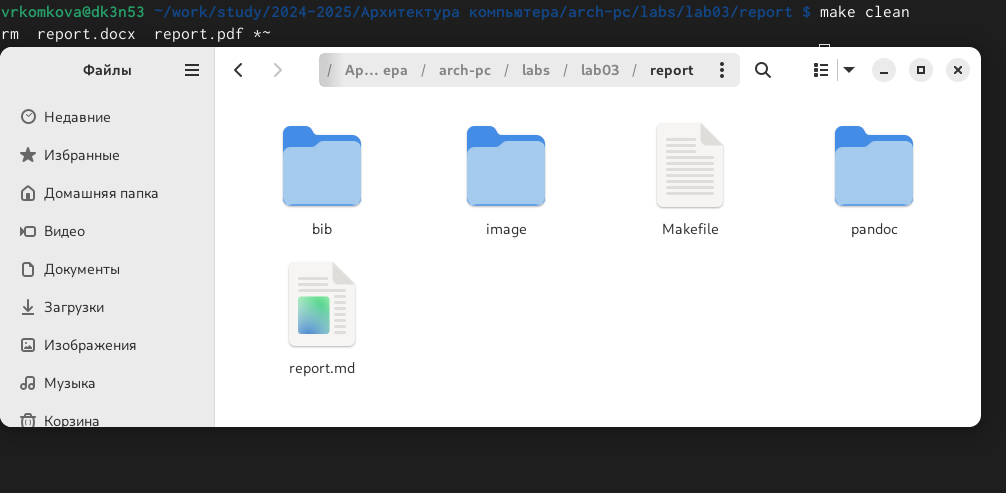 vrkomkova@dk3n53 ~/work/study/2024-2025/Архитектура компьютера/arch-pc/labs/lab03/report $ make clean
rm  report.docx  report.pdf *~
Файлы
/ Ap… ера / arch-pc / labs / lab03 / report
Недавние
Избранные
Домашняя папка
Видео
Документы
Загрузки
Изображения
Музыка
Корзина
bib
image
Makefile
pandoc
report.md